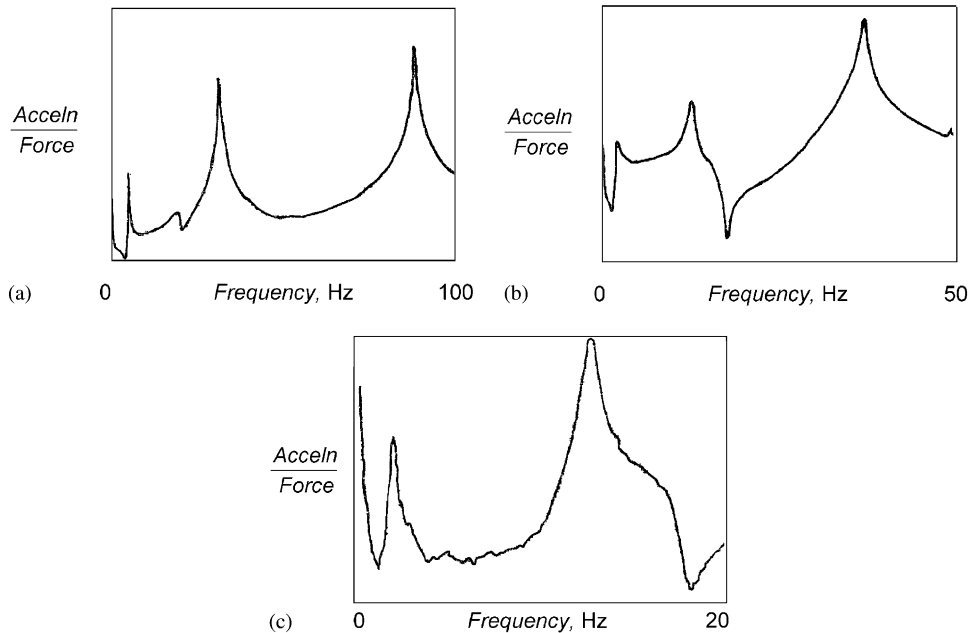 Acceln
Force
(a)
0
Frequency, Hz
100
Acceln
Force
(b)
0
Frequency, Hz
50
Acceln
Force
(c)
0
Frequency, Hz
20